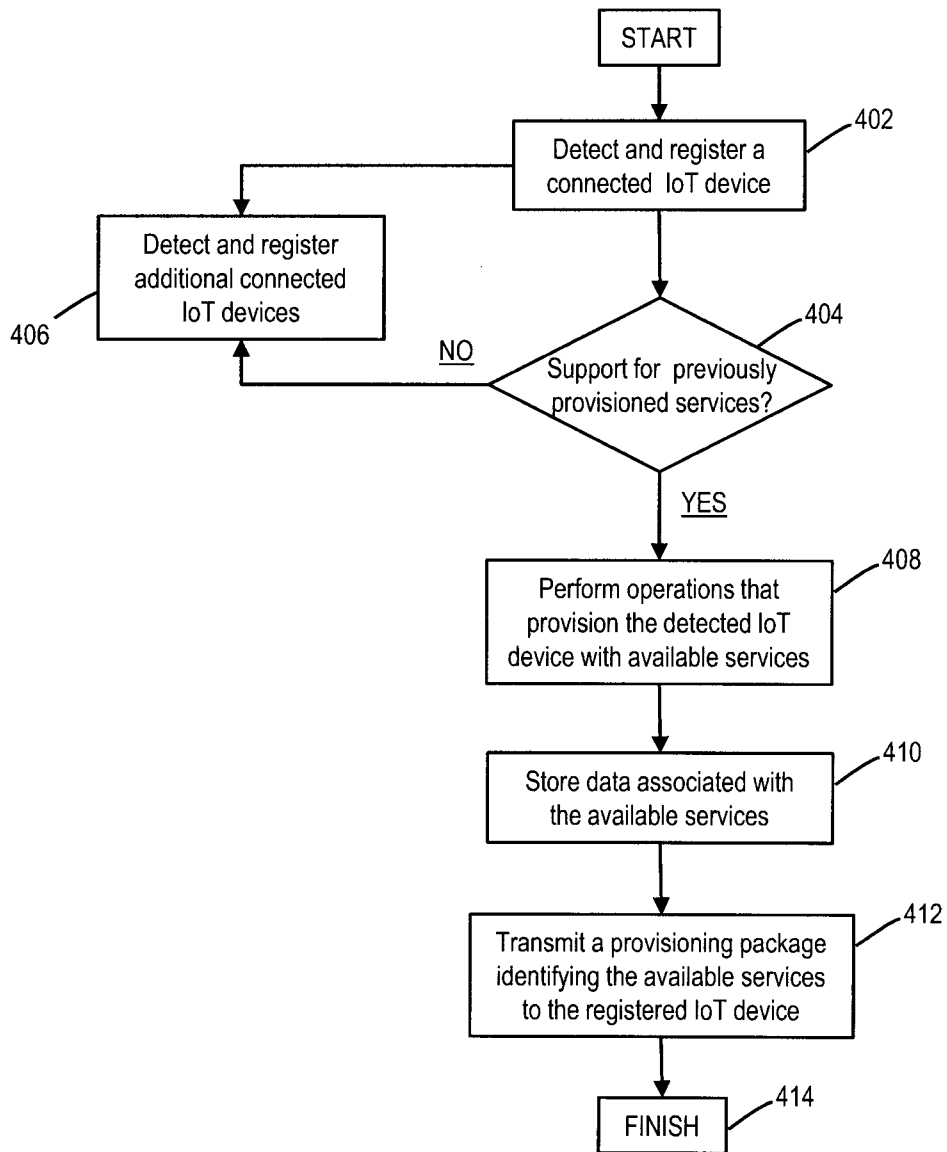 START
402
Detect and register a
connected IoT device
Detect and register
additional connected
IoT devices
406
404
NO
Support for previously
provisioned services?
YES
408
Perform operations that
provision the detected IoT
device with available services
410
Store data associated with
the available services
412
Transmit a provisioning package
identifying the available services
to the registered IoT device
414
FINISH